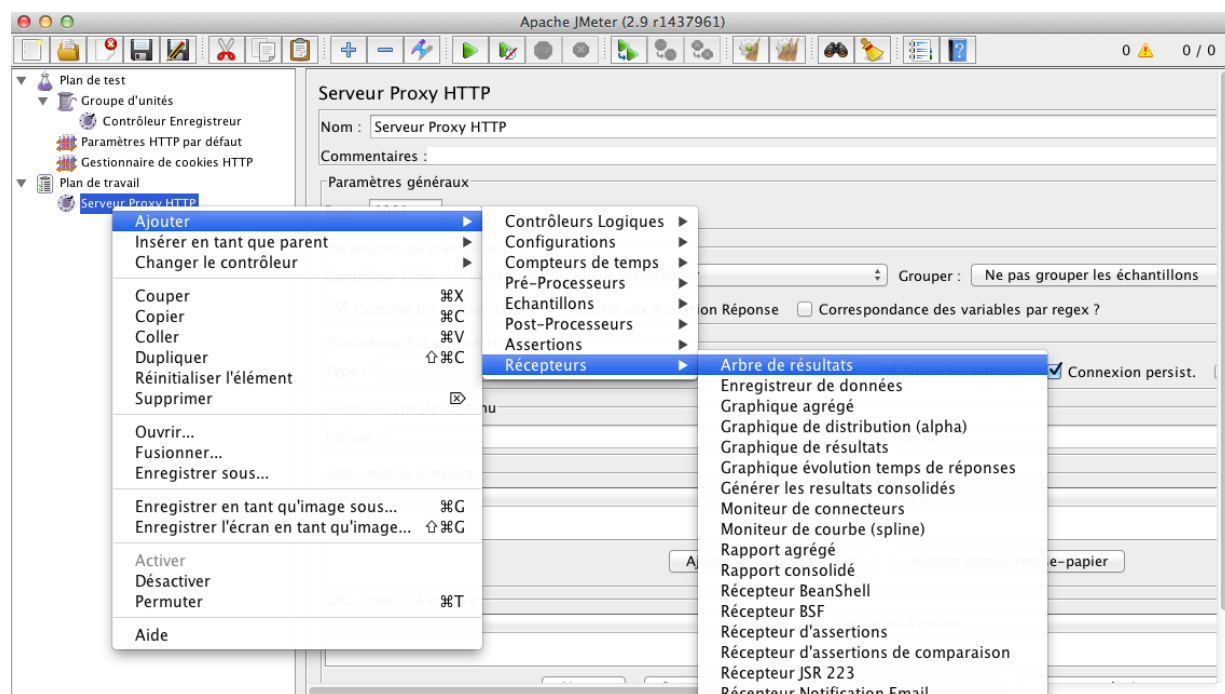 Apache JMeter (2.9 r1437961)
0 0 / 0
Plan de test
Groupe d'unités
Contrôleur Enregistreur
Paramètres HTTP par défaut
Gestionnaire de cookies HTTP
Plan de travail
Serveur Proxy HTTP
Serveur Proxy HTTP
Nom : Serveur Proxy HTTP
Commentaires :
Paramètres généraux
Grouper : Ne pas grouper les échantillons
ion Réponse Correspondance des variables par regex ?
Connexion persist.
nu
e-papier
Ajouter
Insérer en tant que parent
Changer le contrôleur
Couper ⌘X
Copier ⌘C
Coller ⌘V
Dupliquer ⇧⌘C
Réinitialiser l'élément
Supprimer ⌦
Ouvrir...
Fusionner...
Enregistrer sous...
Enregistrer en tant qu'image sous... ⌘G
Enregistrer l'écran en tant qu'image... ⇧⌘G
Activer
Désactiver
Permuter ⌘T
Aide
Contrôleurs Logiques
Configurations
Compteurs de temps
Pré-Processeurs
Echantillons
Post-Processeurs
Assertions
Récepteurs
Arbre de résultats
Enregistreur de données
Graphique agrégé
Graphique de distribution (alpha)
Graphique de résultats
Graphique évolution temps de réponses
Générer les resultats consolidés
Moniteur de connecteurs
Moniteur de courbe (spline)
Rapport agrégé
Rapport consolidé
Récepteur BeanShell
Récepteur BSF
Récepteur d'assertions
Récepteur d'assertions de comparaison
Récepteur JSR 223
Récepteur Notification Email